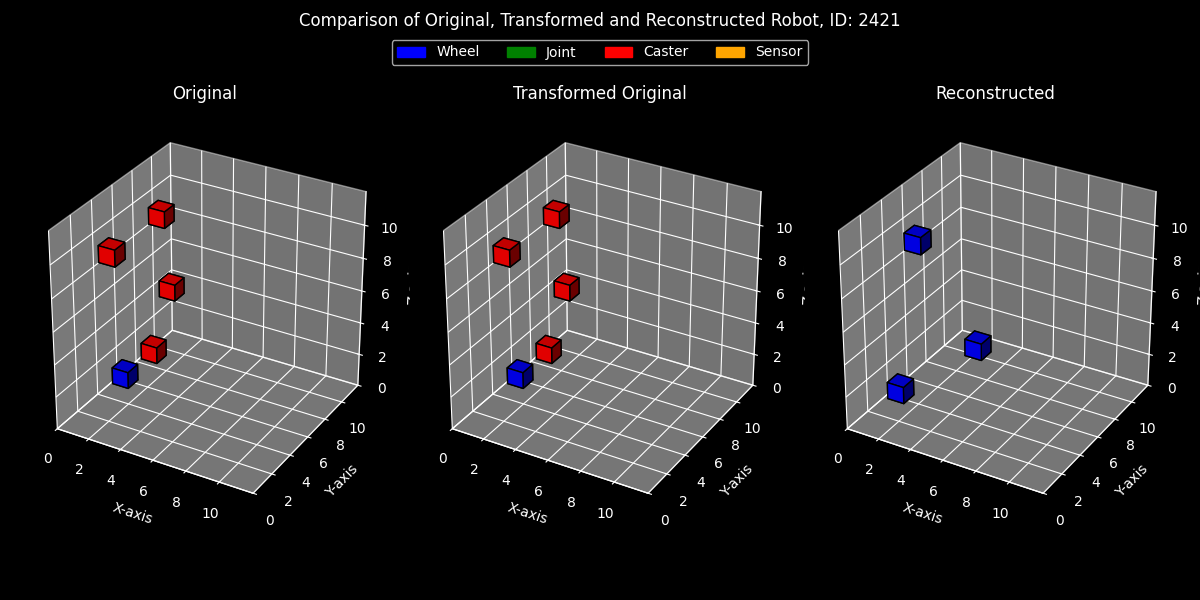 Comparison of Original, Transformed and Reconstructed Robot, ID: 2421
Wheel Joint Caster Sensor
Original Transformed Original Reconstructed
10 8 6 4 2 0
0 2 4 6 8 10
X-axis
0 2 4 6 8 10
Y-axis
10 8 6 4 2 0
0 2 4 6 8 10
X-axis
0 2 4 6 8 10
Y-axis
10 8 6 4 2 0
0 2 4 6 8 10
X-axis
0 2 4 6 8 10
Y-axis